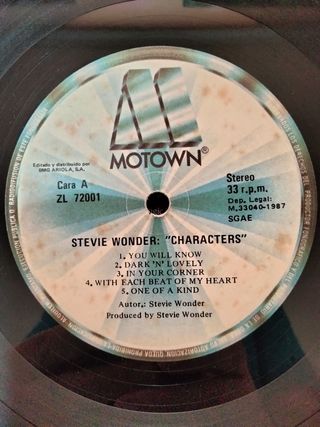 MOTOWN®
Editado y distribuido por
BMG ARIOLA, S.A.
Cara A
ZL 72001
Stereo
33 r.p.m.
Dep. Legal:
M.33040-1987
SGAE
STEVIE WONDER: "CHARACTERS"
1. YOU WILL KNOW
2. DARK 'N' LOVELY
3. IN YOUR CORNER
4. WITH EACH BEAT OF MY HEART
5. ONE OF A KIND
Autor,: Stevie Wonder
Produced by Stevie Wonder